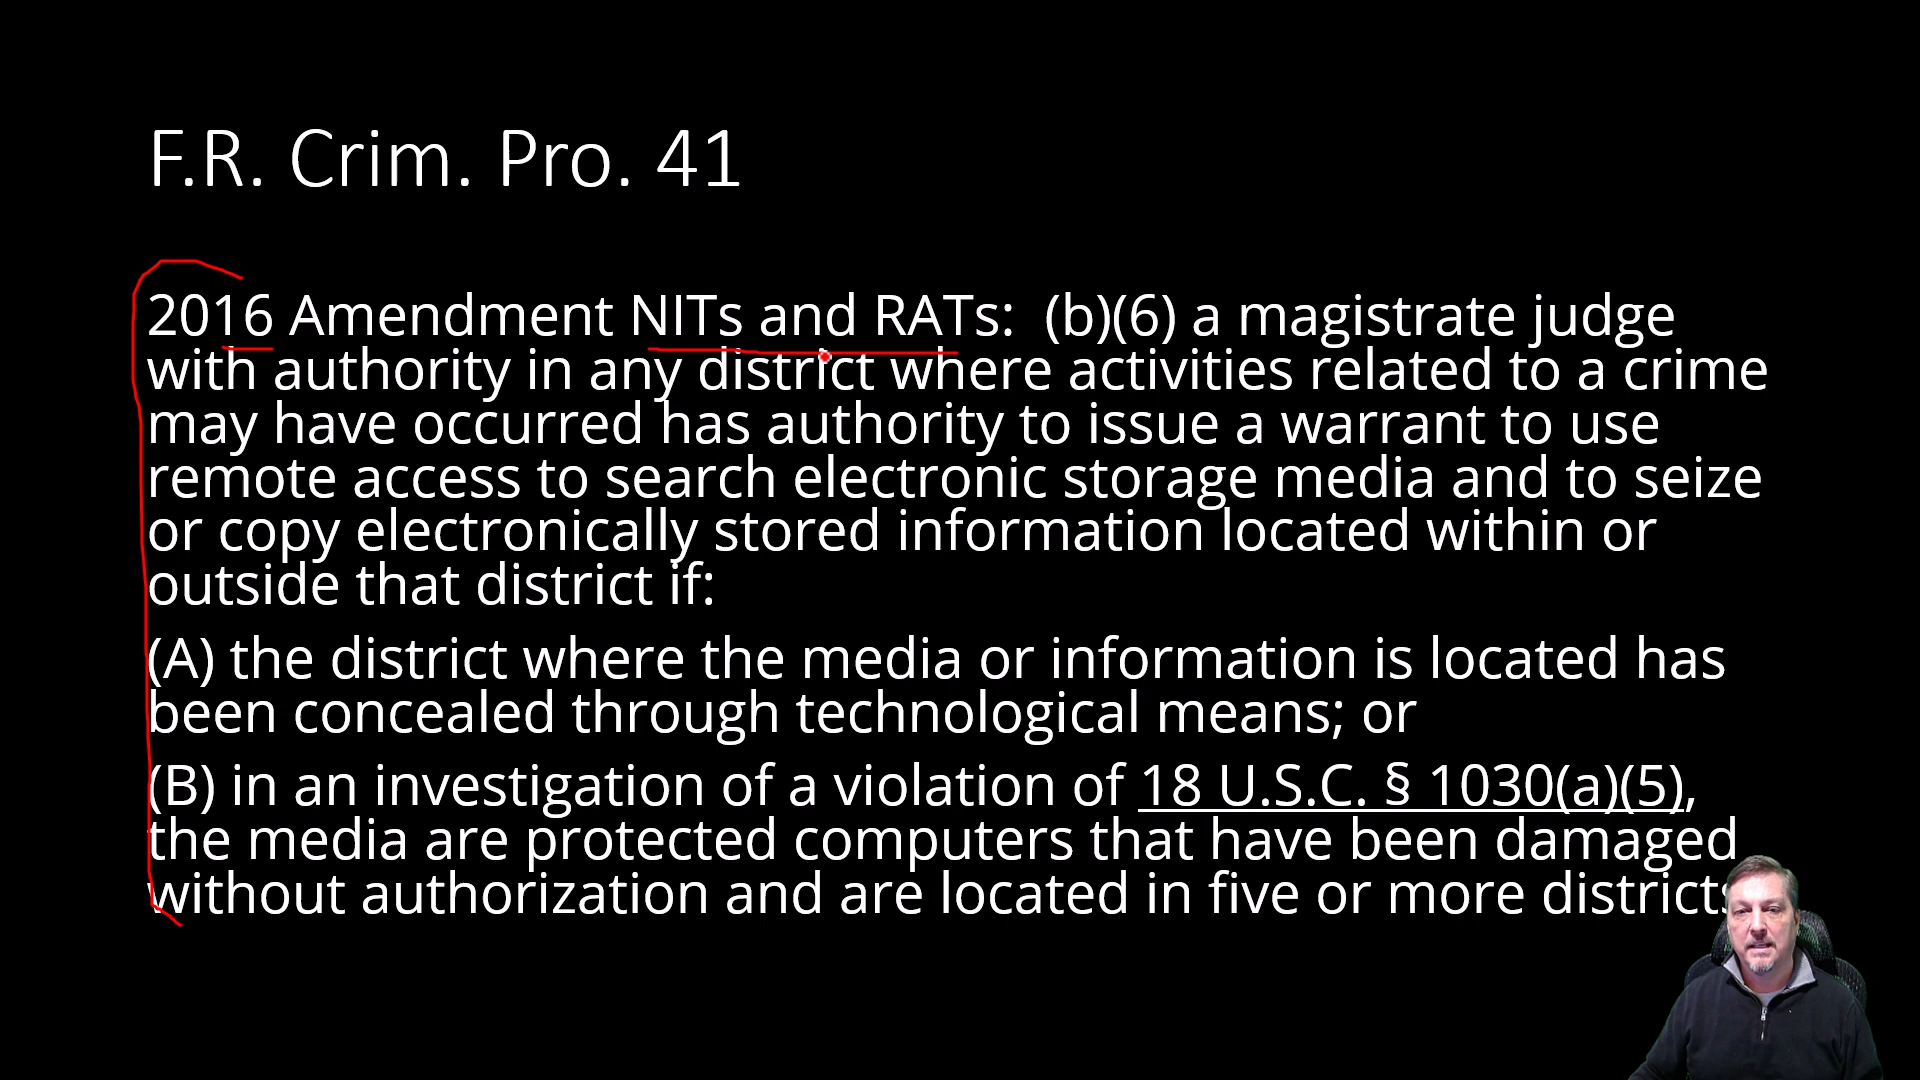 F.R. Crim. Pro. 41
2016 Amendment NITs and RATs: (b)(6) a magistrate judge
with authority in any district where activities related to a crime
may have occurred has authority to issue a warrant to use
remote access to search electronic storage media and to seize
or copy electronically stored information located within or
outside that district if:
(A) the district where the media or information is located has
been concealed through technological means; or
(B) in an investigation of a violation of 18 U.S.C. § 1030(a)(5),
the media are protected computers that have been damaged
without authorization and are located in five or more districts